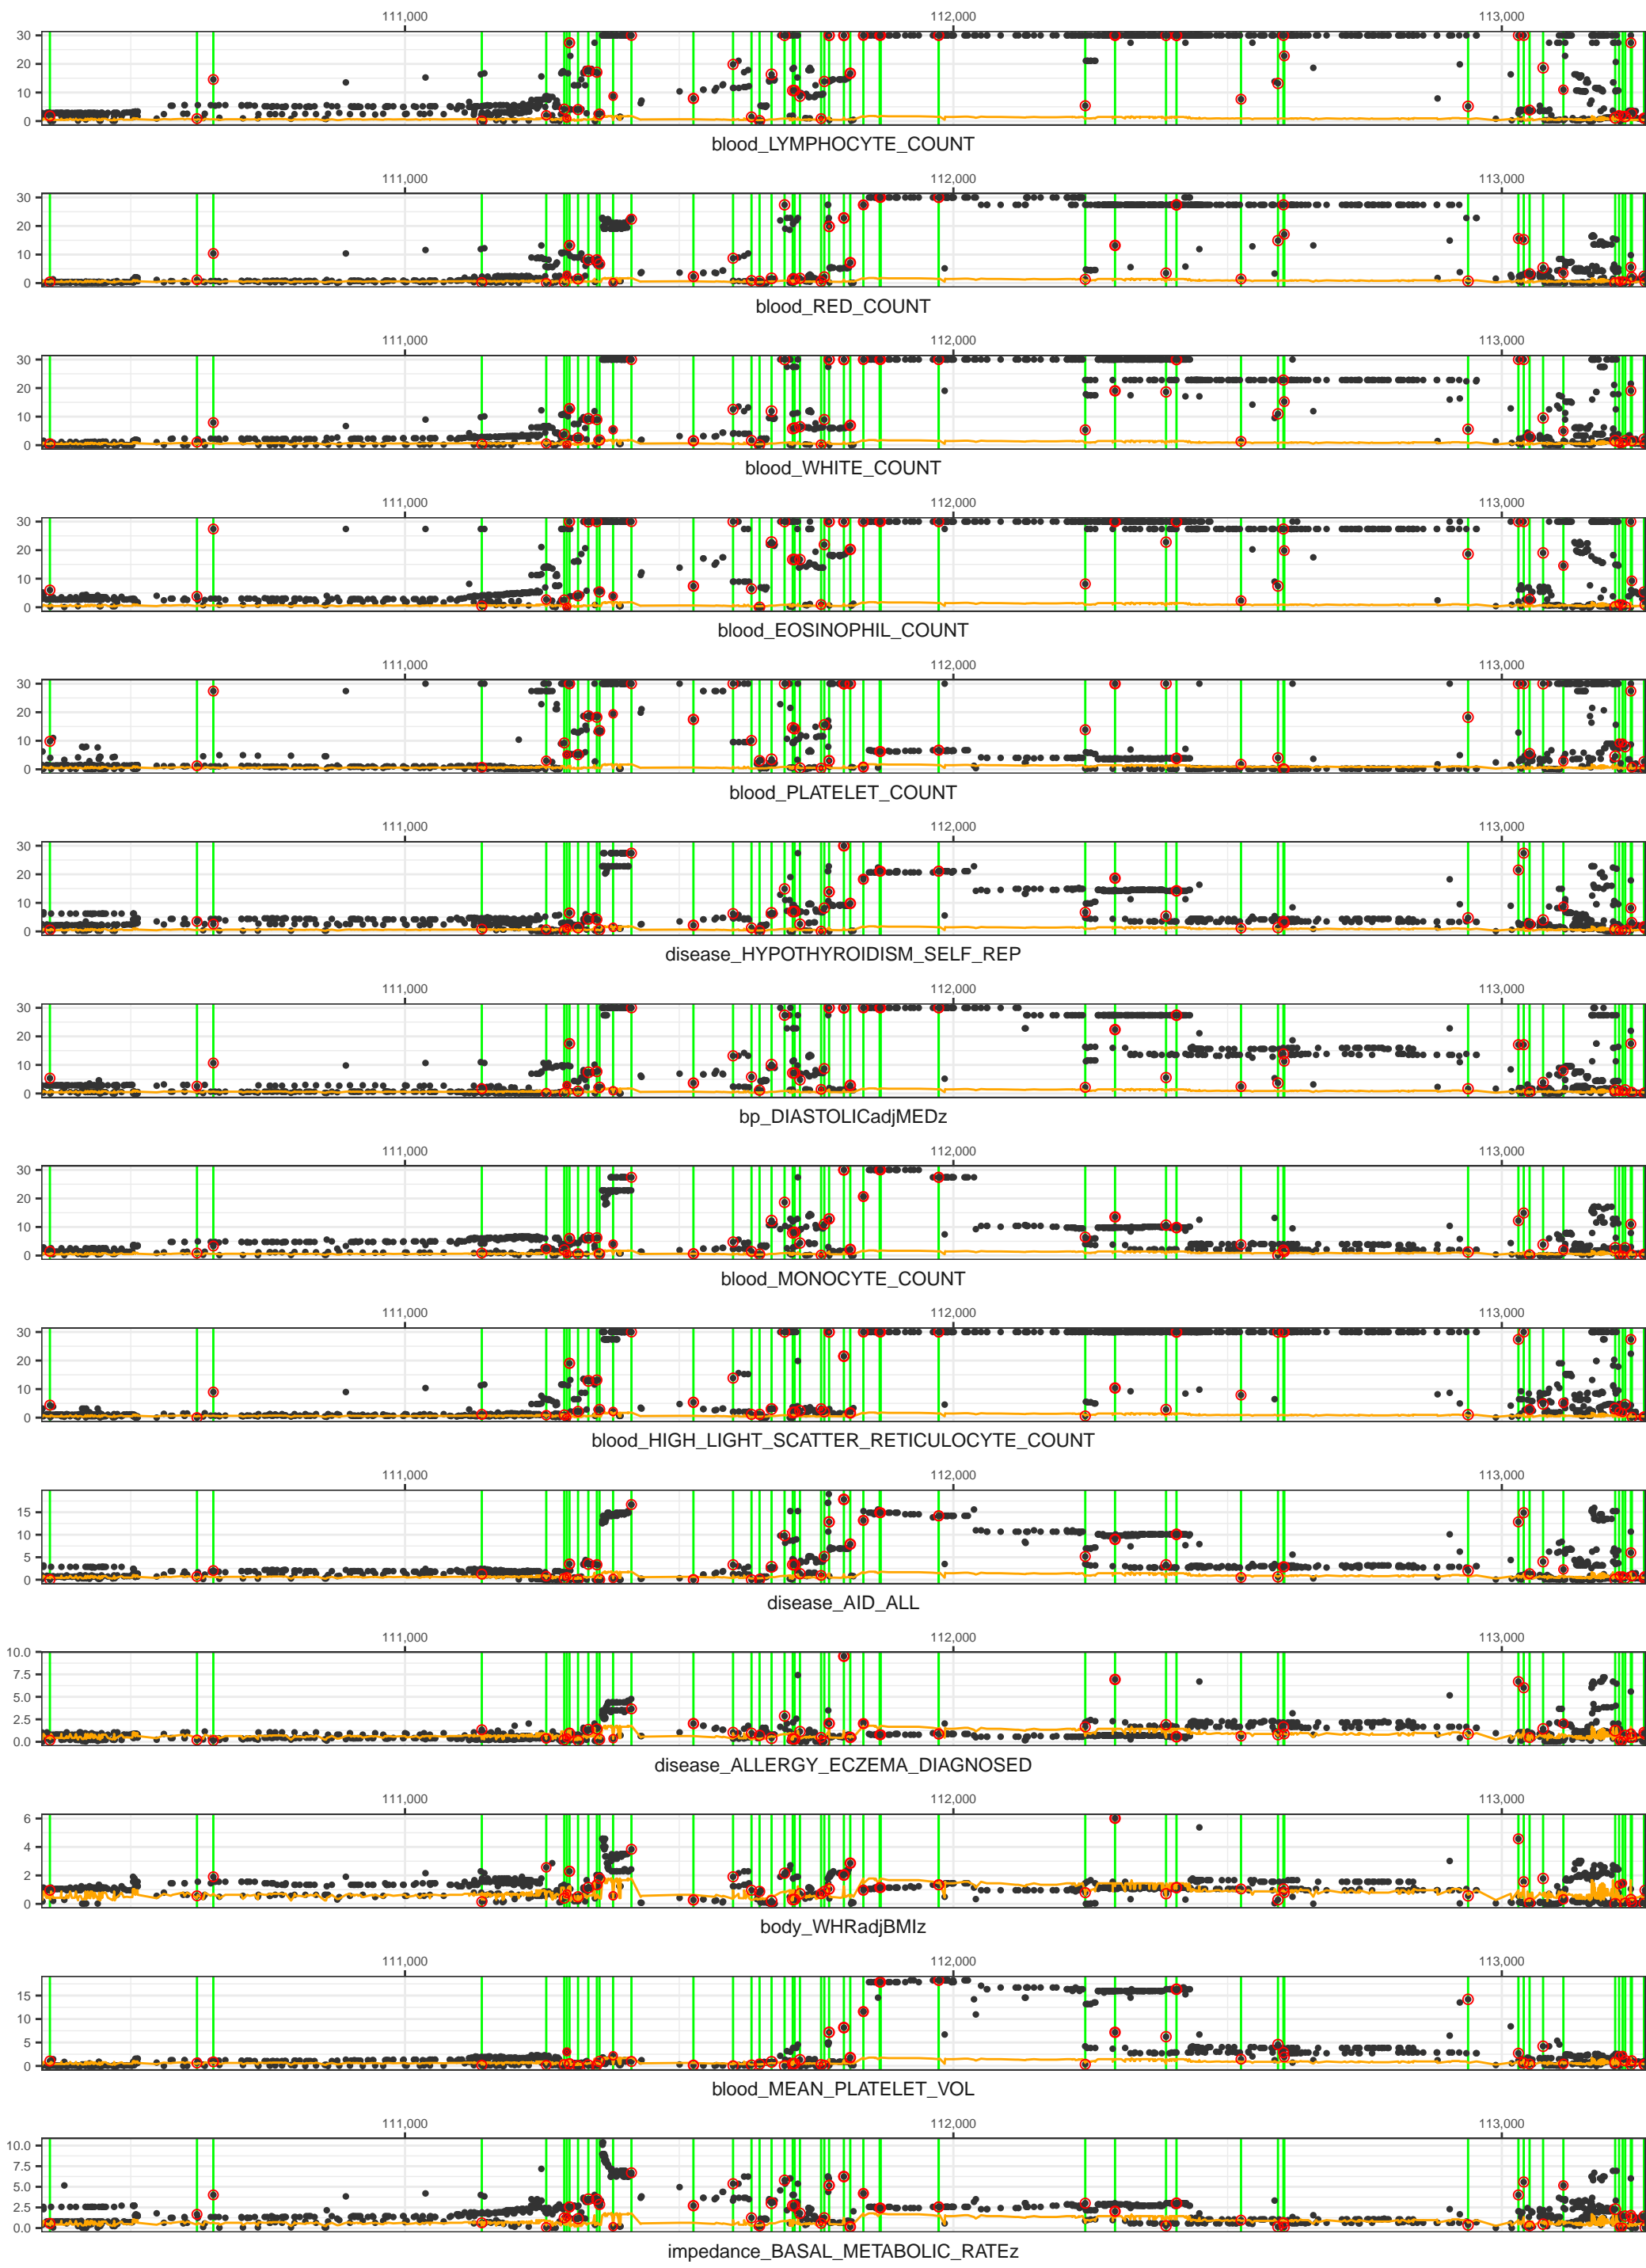 111,000 112,000 113,000
30
20
10
0
blood_LYMPHOCYTE_COUNT
111,000 112,000 113,000
30
20
10
0
blood_RED_COUNT
111,000 112,000 113,000
30
20
10
0
blood_WHITE_COUNT
111,000 112,000 113,000
30
20
10
0
blood_EOSINOPHIL_COUNT
111,000 112,000 113,000
30
20
10
0
blood_PLATELET_COUNT
111,000 112,000 113,000
30
20
10
0
disease_HYPOTHYROIDISM_SELF_REP
111,000 112,000 113,000
30
20
10
0
bp_DIASTOLICadjMEDz
111,000 112,000 113,000
30
20
10
0
blood_MONOCYTE_COUNT
111,000 112,000 113,000
30
20
10
0
blood_HIGH_LIGHT_SCATTER_RETICULOCYTE_COUNT
111,000 112,000 113,000
15
10
5
0
disease_AID_ALL
111,000 112,000 113,000
10.0
7.5
5.0
2.5
0.0
disease_ALLERGY_ECZEMA_DIAGNOSED
111,000 112,000 113,000
6
4
2
0
body_WHRadjBMIz
111,000 112,000 113,000
15
10
5
0
blood_MEAN_PLATELET_VOL
111,000 112,000 113,000
10.0
7.5
5.0
2.5
0.0
impedance_BASAL_METABOLIC_RATEz